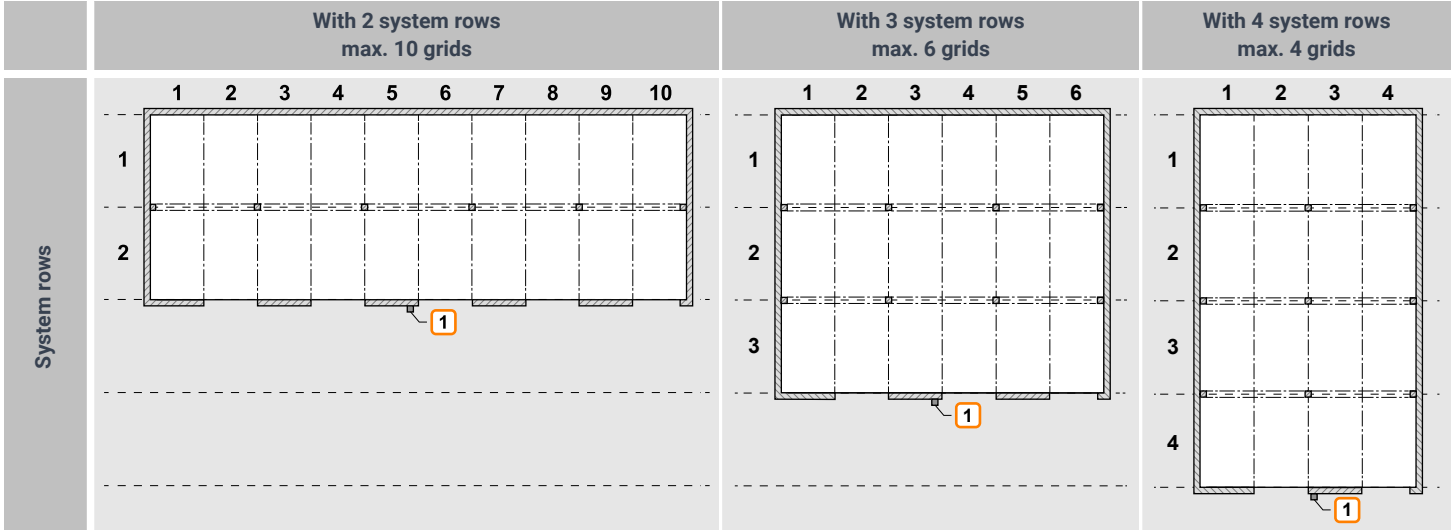 With 2 system rows
max. 10 grids
With 3 system rows
max. 6 grids
With 4 system rows
max. 4 grids
System rows
1 2 3 4 5 6 7 8 9 10
1
2
1
1 2 3 4 5 6
1
2
3
1
1 2 3 4
1
2
3
4
1